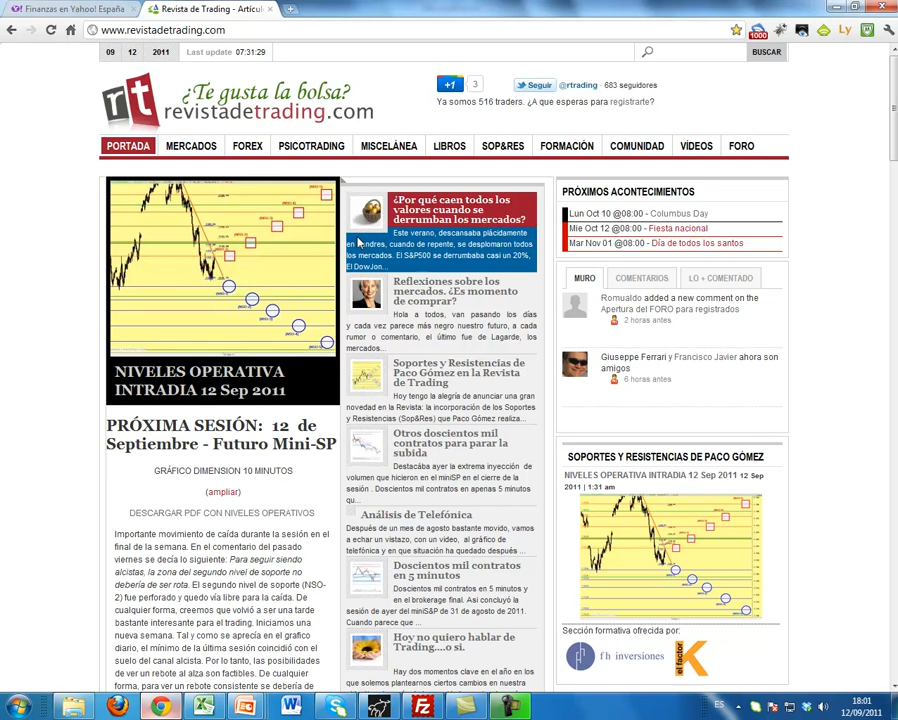 Finanzas en Yahoo! España
Revista de Trading - Artícul
www.revistadetrading.com
1000
Ly
09 12 2011 Last update 07:31:29
BUSCAR
rt
¿Te gusta la bolsa?
revistadetrading.com
+1 3
Seguir @rtrading · 683 seguidores
Ya somos 516 traders. ¿A que esperas para registrarte?
PORTADA MERCADOS FOREX PSICOTRADING MISCELÁNEA LIBROS SOP&RES FORMACIÓN COMUNIDAD VÍDEOS FORO
NIVELES OPERATIVA
INTRADIA 12 Sep 2011
PRÓXIMA SESIÓN: 12 de
Septiembre - Futuro Mini-SP
GRÁFICO DIMENSION 10 MINUTOS
(ampliar)
DESCARGAR PDF CON NIVELES OPERATIVOS
Importante movimiento de caída durante la sesión en el
final de la semana. En el comentario del pasado
viernes se decía lo siguiente: Para seguir siendo
alcistas, la zona del segundo nivel de soporte no
debería de ser rota. El segundo nivel de soporte (NSO-
2) fue perforado y quedo vía libre para la caída. De
cualquier forma, creemos que volvió a ser una tarde
bastante interesante para el trading. Iniciamos una
nueva semana. Tal y como se aprecia en el grafico
diario, el mínimo de la última sesión coincidió con el
suelo del canal alcista. Por lo tanto, las posibilidades
de ver un rebote al alza son factibles. De cualquier
forma, para ver un rebote consistente se debería de
¿Por qué caen todos los
valores cuando se
derrumban los mercados?
Este verano, descansaba plácidamente
en Londres, cuando de repente, se desplomaron todos
los mercados. El S&P500 se derrumbaba casi un 20%,
El DowJon...
Reflexiones sobre los
mercados. ¿Es momento
de comprar?
Hola a todos, van pasando los días
y cada vez parece más negro nuestro futuro, a cada
rumor o comentario, el último fue de Lagarde, los
mercados...
Soportes y Resistencias de
Paco Gómez en la Revista
de Trading
Hoy tengo la alegría de anunciar una gran
novedad en la Revista: la incorporación de los Soportes
y Resistencias (Sop&Res) que Paco Gómez realiza...
Otros doscientos mil
contratos para parar la
subida
Destacába ayer la extrema inyección de
volumen que hicieron en el miniSP en el cierre de la
sesión . Doscientos mil contratos en apenas 5 minutos
qu...
Análisis de Telefónica
Después de un mes de agosto bastante movido, vamos
a echar un vistazo, con un video, al gráfico de
telefónica y en que situación ha quedado después ...
Doscientos mil contratos
en 5 minutos
Doscientos mil contratos en 5 minutos y
en el brokerage final. Asi concluyó la
sesión de ayer del miniS&P de 31 de agosto de 2011.
Cuando parece que ...
Hoy no quiero hablar de
Trading....o si.
Hay dos momentos clave en el año en
que solemos plantearnos ciertos cambios en nuestra
PRÓXIMOS ACONTECIMIENTOS
Lun Oct 10 @08:00 - Columbus Day
Mie Oct 12 @08:00 - Fiesta nacional
Mar Nov 01 @08:00 - Día de todos los santos
MURO COMENTARIOS LO + COMENTADO
Romualdo added a new comment on the
Apertura del FORO para registrados
2 horas antes
Giuseppe Ferrari y Francisco Javier ahora son
amigos
6 horas antes
SOPORTES Y RESISTENCIAS DE PACO GÓMEZ
NIVELES OPERATIVA INTRADIA 12 Sep 2011 12 Sep
2011 | 1:31 am
Sección formativa ofrecida por:
fh inversiones
el factor K
ES
18:01
12/09/2011